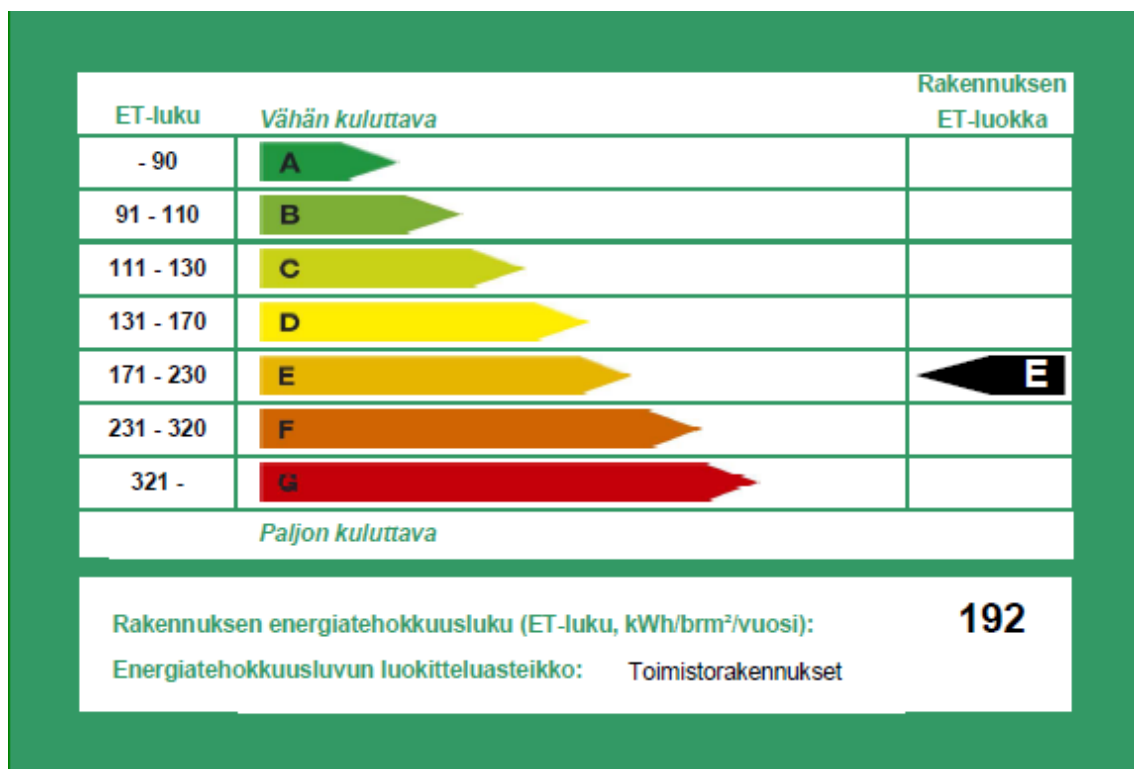 Rakennuksen
ET-luku Vähän kuluttava ET-luokka
- 90 A
91 - 110 B
111 - 130 C
131 - 170 D
171 - 230 E E
231 - 320 F
321 - G
Paljon kuluttava
Rakennuksen energiatehokkuusluku (ET-luku, kWh/brm²/vuosi): 192
Energiatehokkuusluvun luokitteluasteikko: Toimistorakennukset